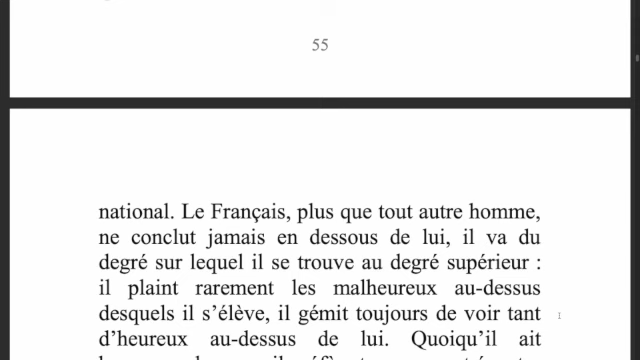 55
national. Le Français, plus que tout autre homme,
ne conclut jamais en dessous de lui, il va du
degré sur lequel il se trouve au degré supérieur :
il plaint rarement les malheureux au-dessus
desquels il s’élève, il gémit toujours de voir tant
d’heureux au-dessus de lui. Quoiqu’il ait